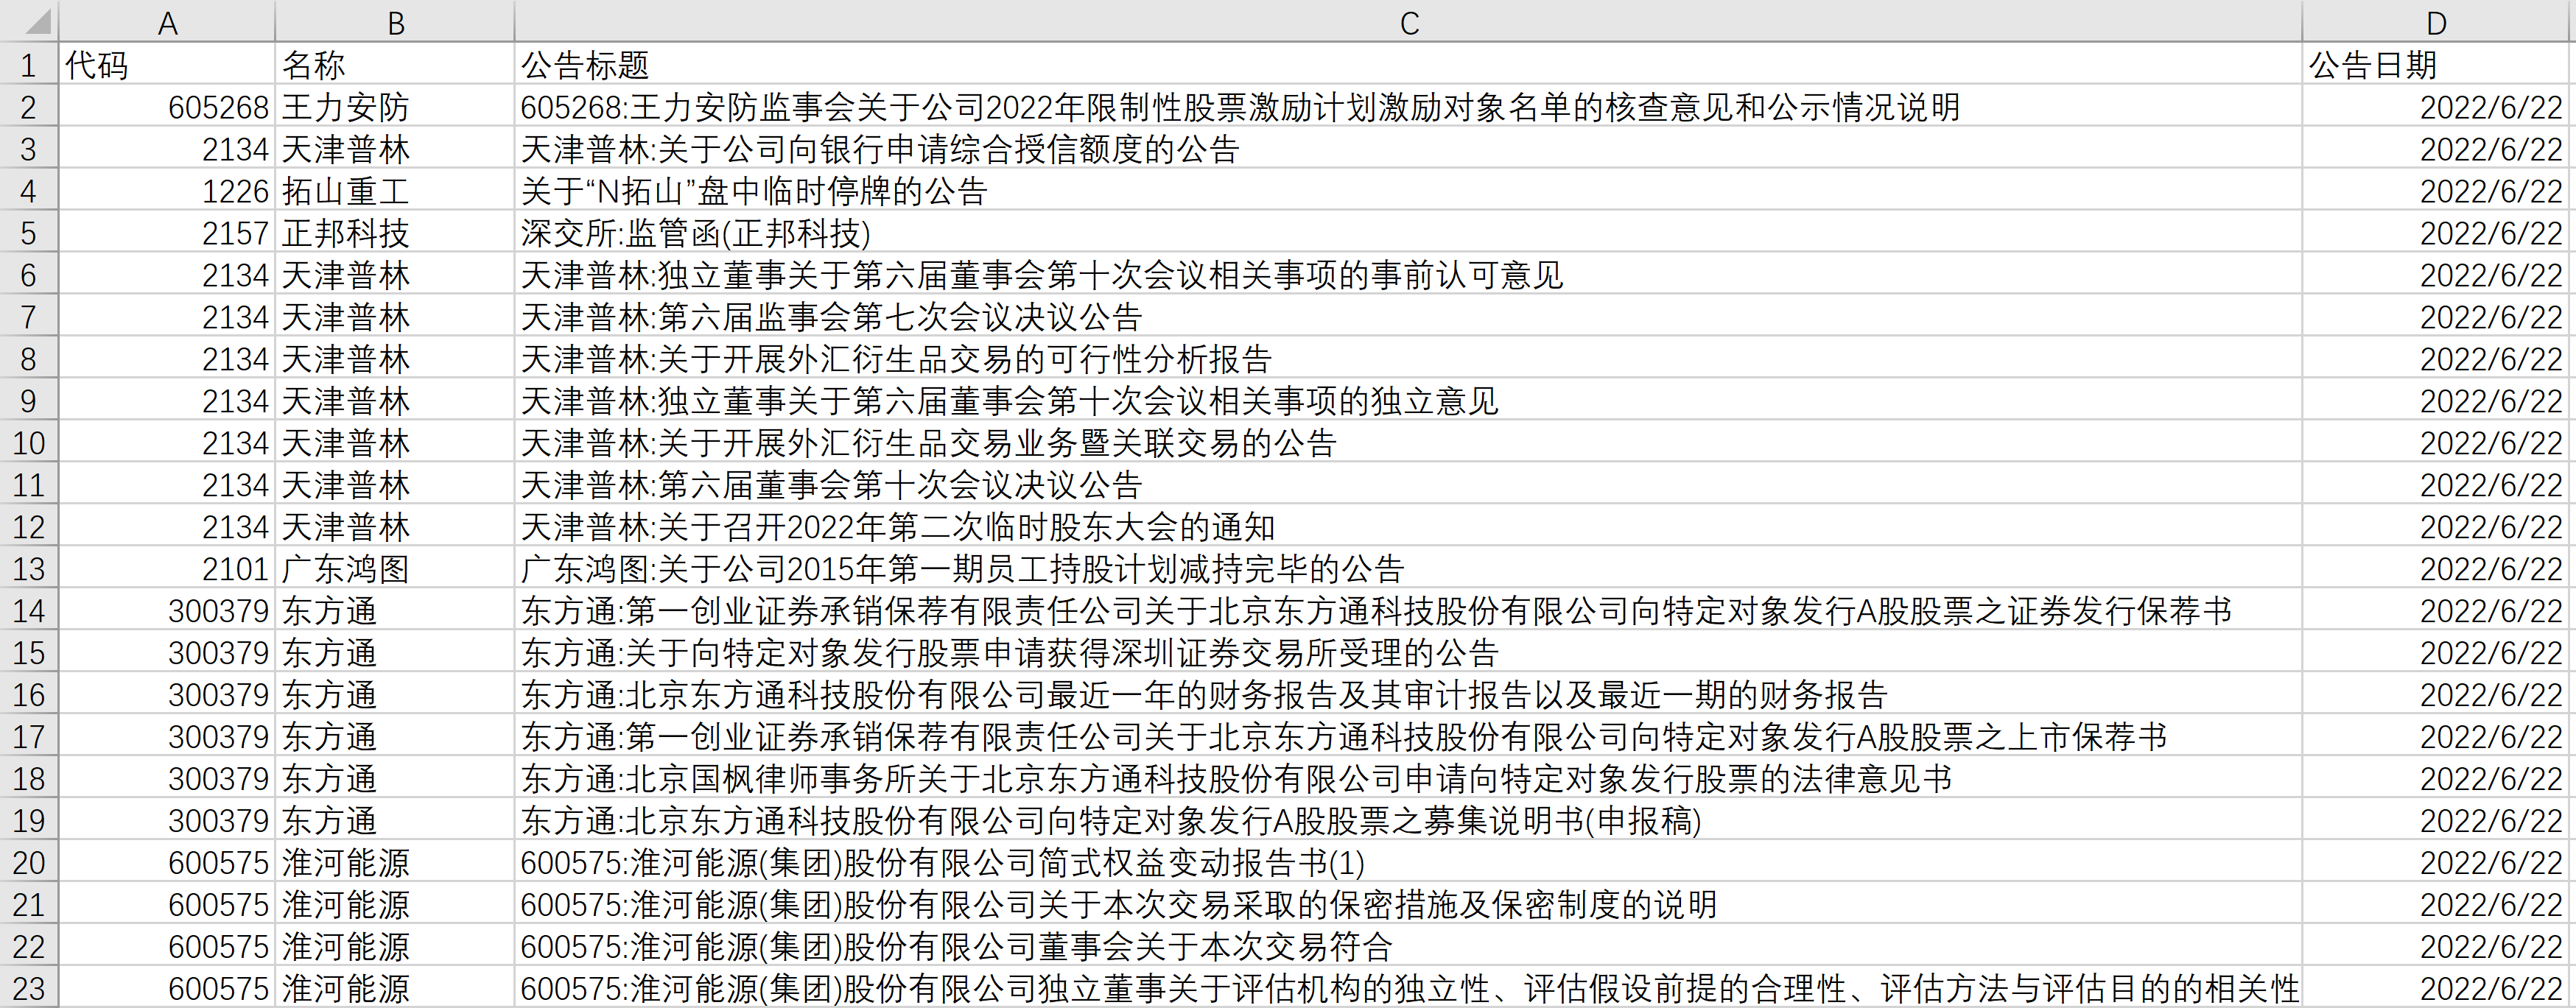 A B C D
1 代码 名称 公告标题 公告日期
2 605268 王力安防 605268:王力安防监事会关于公司2022年限制性股票激励计划激励对象名单的核查意见和公示情况说明 2022/6/22
3 2134 天津普林 天津普林:关于公司向银行申请综合授信额度的公告 2022/6/22
4 1226 拓山重工 关于“N拓山”盘中临时停牌的公告 2022/6/22
5 2157 正邦科技 深交所:监管函(正邦科技) 2022/6/22
6 2134 天津普林 天津普林:独立董事关于第六届董事会第十次会议相关事项的事前认可意见 2022/6/22
7 2134 天津普林 天津普林:第六届监事会第七次会议决议公告 2022/6/22
8 2134 天津普林 天津普林:关于开展外汇衍生品交易的可行性分析报告 2022/6/22
9 2134 天津普林 天津普林:独立董事关于第六届董事会第十次会议相关事项的独立意见 2022/6/22
10 2134 天津普林 天津普林:关于开展外汇衍生品交易业务暨关联交易的公告 2022/6/22
11 2134 天津普林 天津普林:第六届董事会第十次会议决议公告 2022/6/22
12 2134 天津普林 天津普林:关于召开2022年第二次临时股东大会的通知 2022/6/22
13 2101 广东鸿图 广东鸿图:关于公司2015年第一期员工持股计划减持完毕的公告 2022/6/22
14 300379 东方通 东方通:第一创业证券承销保荐有限责任公司关于北京东方通科技股份有限公司向特定对象发行A股股票之证券发行保荐书 2022/6/22
15 300379 东方通 东方通:关于向特定对象发行股票申请获得深圳证券交易所受理的公告 2022/6/22
16 300379 东方通 东方通:北京东方通科技股份有限公司最近一年的财务报告及其审计报告以及最近一期的财务报告 2022/6/22
17 300379 东方通 东方通:第一创业证券承销保荐有限责任公司关于北京东方通科技股份有限公司向特定对象发行A股股票之上市保荐书 2022/6/22
18 300379 东方通 东方通:北京国枫律师事务所关于北京东方通科技股份有限公司申请向特定对象发行股票的法律意见书 2022/6/22
19 300379 东方通 东方通:北京东方通科技股份有限公司向特定对象发行A股股票之募集说明书(申报稿) 2022/6/22
20 600575 淮河能源 600575:淮河能源(集团)股份有限公司简式权益变动报告书(1) 2022/6/22
21 600575 淮河能源 600575:淮河能源(集团)股份有限公司关于本次交易采取的保密措施及保密制度的说明 2022/6/22
22 600575 淮河能源 600575:淮河能源(集团)股份有限公司董事会关于本次交易符合 2022/6/22
23 600575 淮河能源 600575:淮河能源(集团)股份有限公司独立董事关于评估机构的独立性、评估假设前提的合理性、评估方法与评估目的的相关性 2022/6/22